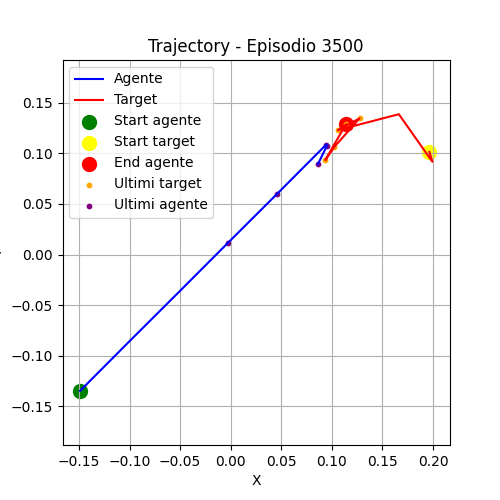 Trajectory - Episodio 3500
Agente
Target
Start agente
Start target
End agente
Ultimi target
Ultimi agente
0.15
0.10
0.05
0.00
−0.05
−0.10
−0.15
−0.15
−0.10
−0.05
0.00
0.05
0.10
0.15
0.20
X